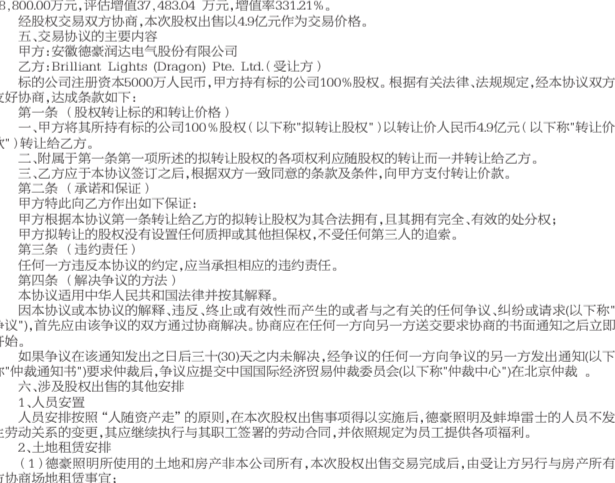 8,800.00万元,评估增值37,483.04 万元,增值率331.21%。
经股权交易双方协商,本次股权出售以4.9亿元作为交易价格。
五、交易协议的主要内容
甲方:安徽德豪润达电气股份有限公司
乙方:Brilliant Lights (Dragon) Pte. Ltd.(受让方)
标的公司注册资本5000万人民币,甲方持有标的公司100%股权。根据有关法律、法规规定,经本协议双方
友好协商,达成条款如下:
第一条 (股权转让标的和转让价格)
一、甲方将其所持有标的公司100%股权(以下称"拟转让股权")以转让价人民币4.9亿元(以下称"转让价
款")转让给乙方。
二、附属于第一条第一项所述的拟转让股权的各项权利应随股权的转让而一并转让给乙方。
三、乙方应于本协议签订之后,根据双方一致同意的条款及条件,向甲方支付转让价款。
第二条 (承诺和保证)
甲方特此向乙方作出如下保证:
甲方根据本协议第一条转让给乙方的拟转让股权为其合法拥有,且其拥有完全、有效的处分权;
甲方拟转让的股权没有设置任何质押或其他担保权,不受任何第三人的追索。
第三条 (违约责任)
任何一方违反本协议的约定,应当承担相应的违约责任。
第四条 (解决争议的方法)
本协议适用中华人民共和国法律并按其解释。
因本协议或本协议的解释、违反、终止或有效性而产生的或者与之有关的任何争议、纠纷或请求(以下称"
争议"),首先应由该争议的双方通过协商解决。协商应在任何一方向另一方送交要求协商的书面通知之后立即
开始。
如果争议在该通知发出之日后三十(30)天之内未解决,经争议的任何一方向争议的另一方发出通知(以下
称"仲裁通知书")要求仲裁后,争议应提交中国国际经济贸易仲裁委员会(以下称"仲裁中心")在北京仲裁 。
六、涉及股权出售的其他安排
1、人员安置
人员安排按照“人随资产走”的原则,在本次股权出售事项得以实施后,德豪照明及蚌埠雷士的人员不发
生劳动关系的变更,其应继续执行与其职工签署的劳动合同,并依照规定为员工提供各项福利。
2、土地租赁安排
(1)德豪照明所使用的土地和房产非本公司所有,本次股权出售交易完成后,由受让方另行与房产所有
方协商场地租赁事宜;